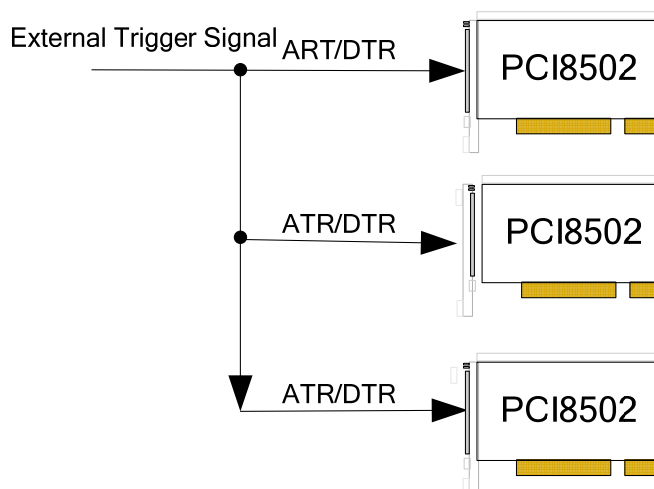 External Trigger Signal
ART/DTR
PCI8502
ATR/DTR
PCI8502
ATR/DTR
PCI8502